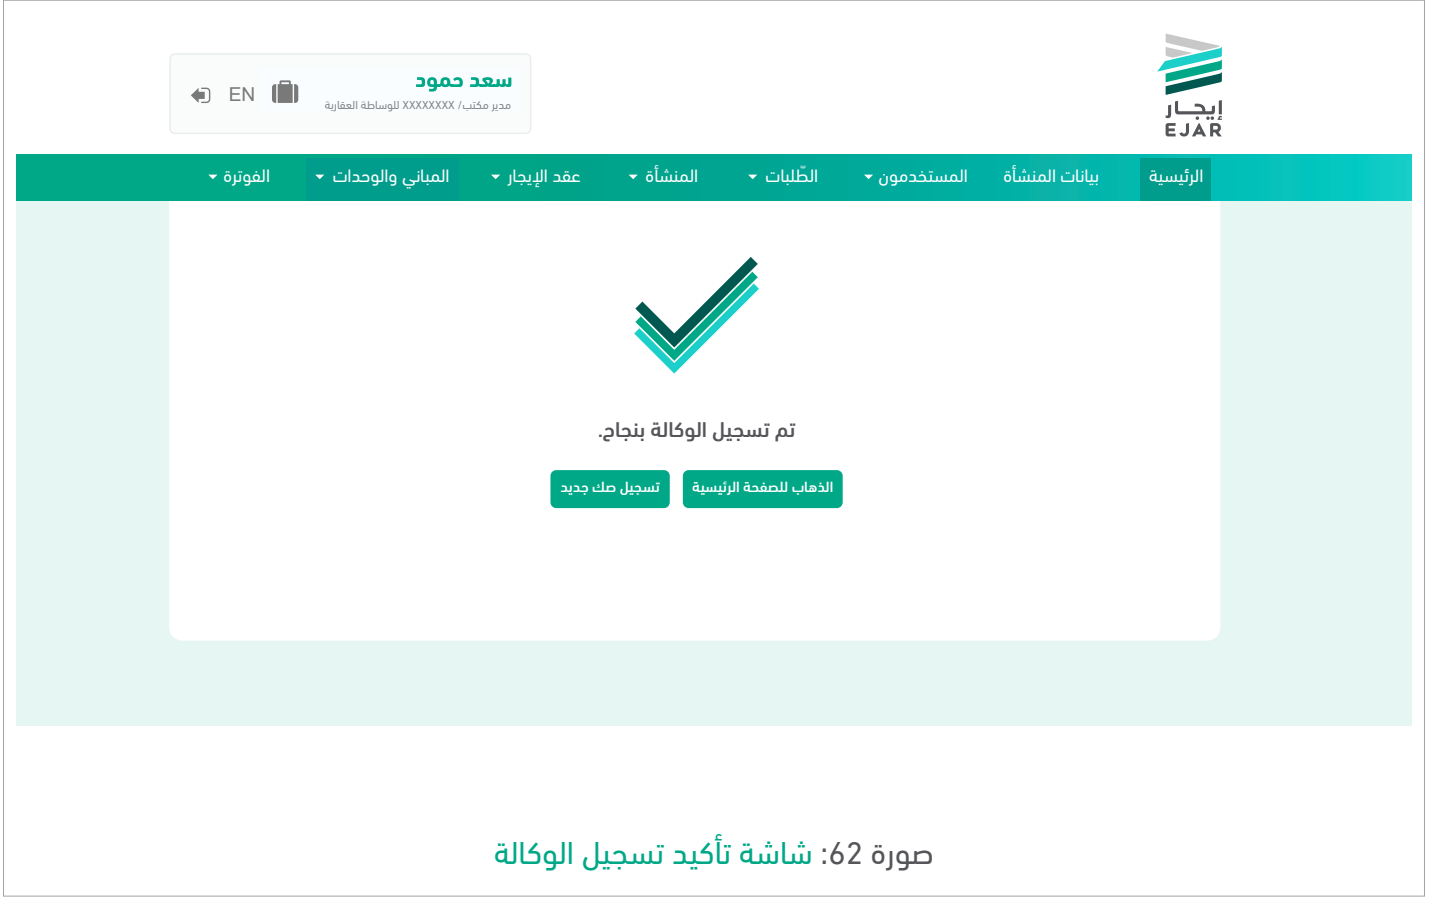 إيجار
EJAR
سعد حمود
مدير مكتب/ XXXXXXXX للوساطة العقارية
EN
الرئيسية
بيانات المنشأة
المستخدمون
الطّلبات
المنشأة
عقد الإيجار
المباني والوحدات
الفوترة
تم تسجيل الوكالة بنجاح.
الذهاب للصفحة الرئيسية
تسجيل صك جديد
صورة 62: شاشة تأكيد تسجيل الوكالة